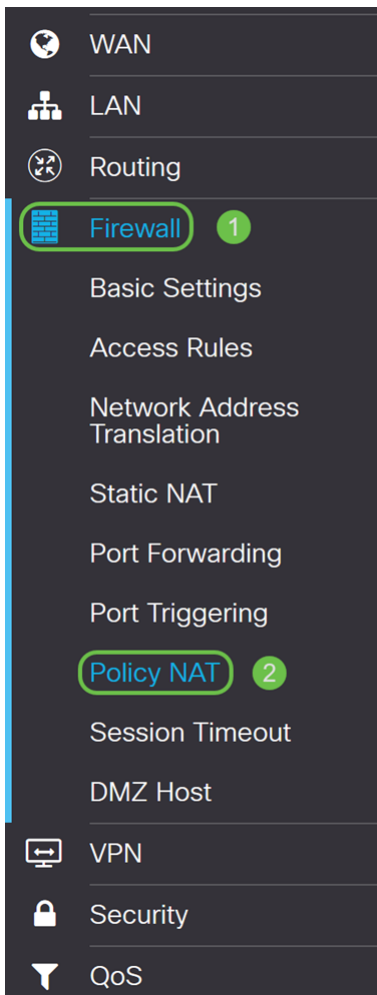 WAN
LAN
Routing
Firewall 1
Basic Settings
Access Rules
Network Address
Translation
Static NAT
Port Forwarding
Port Triggering
Policy NAT 2
Session Timeout
DMZ Host
VPN
Security
QoS